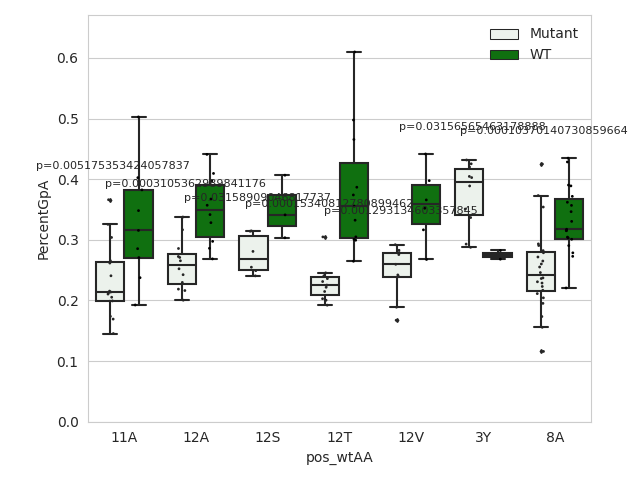 Mutant
WT
p=0.03156565463178888
p=0.00010370140730859664
p=0.005175353424057837
p=0.0003105362989841176
PercentGpA
0.6
0.5
0.4
0.3
0.2
0.1
0.0
11A 12A 12S 12T 12V 3Y 8A
pos_wtAA